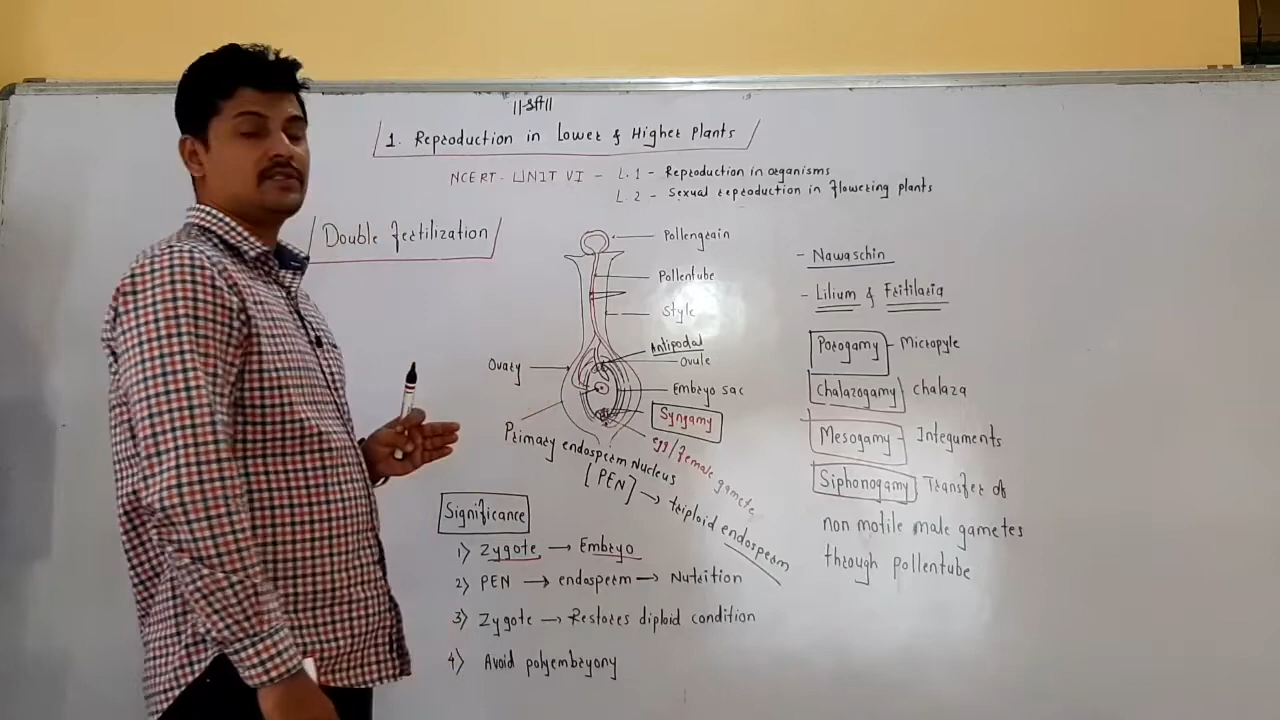 ||श्री||
1. Reproduction in Lower & Higher Plants
NCERT- UNIT VI - L.1 - Reproduction in organisms
L.2 - Sexual reproduction in flowering plants
Double fertilization
Pollengrain
Pollentube
Style
Antipodal
Ovule
Ovary
Embryo sac
Syngamy
Egg/female gamete
Primary endosperm Nucleus
[PEN] → triploid endosperm
Significance
1) Zygote → Embryo
2) PEN → endosperm → Nutrition
3) Zygote → Restores diploid condition
4) Avoid polyembryony
- Nawaschin
- Lilium & Fritilaria
Porogamy - Micropyle
Chalazogamy chalaza
Mesogamy - Integuments
Siphonogamy Transfer of
non motile male gametes
through pollentube